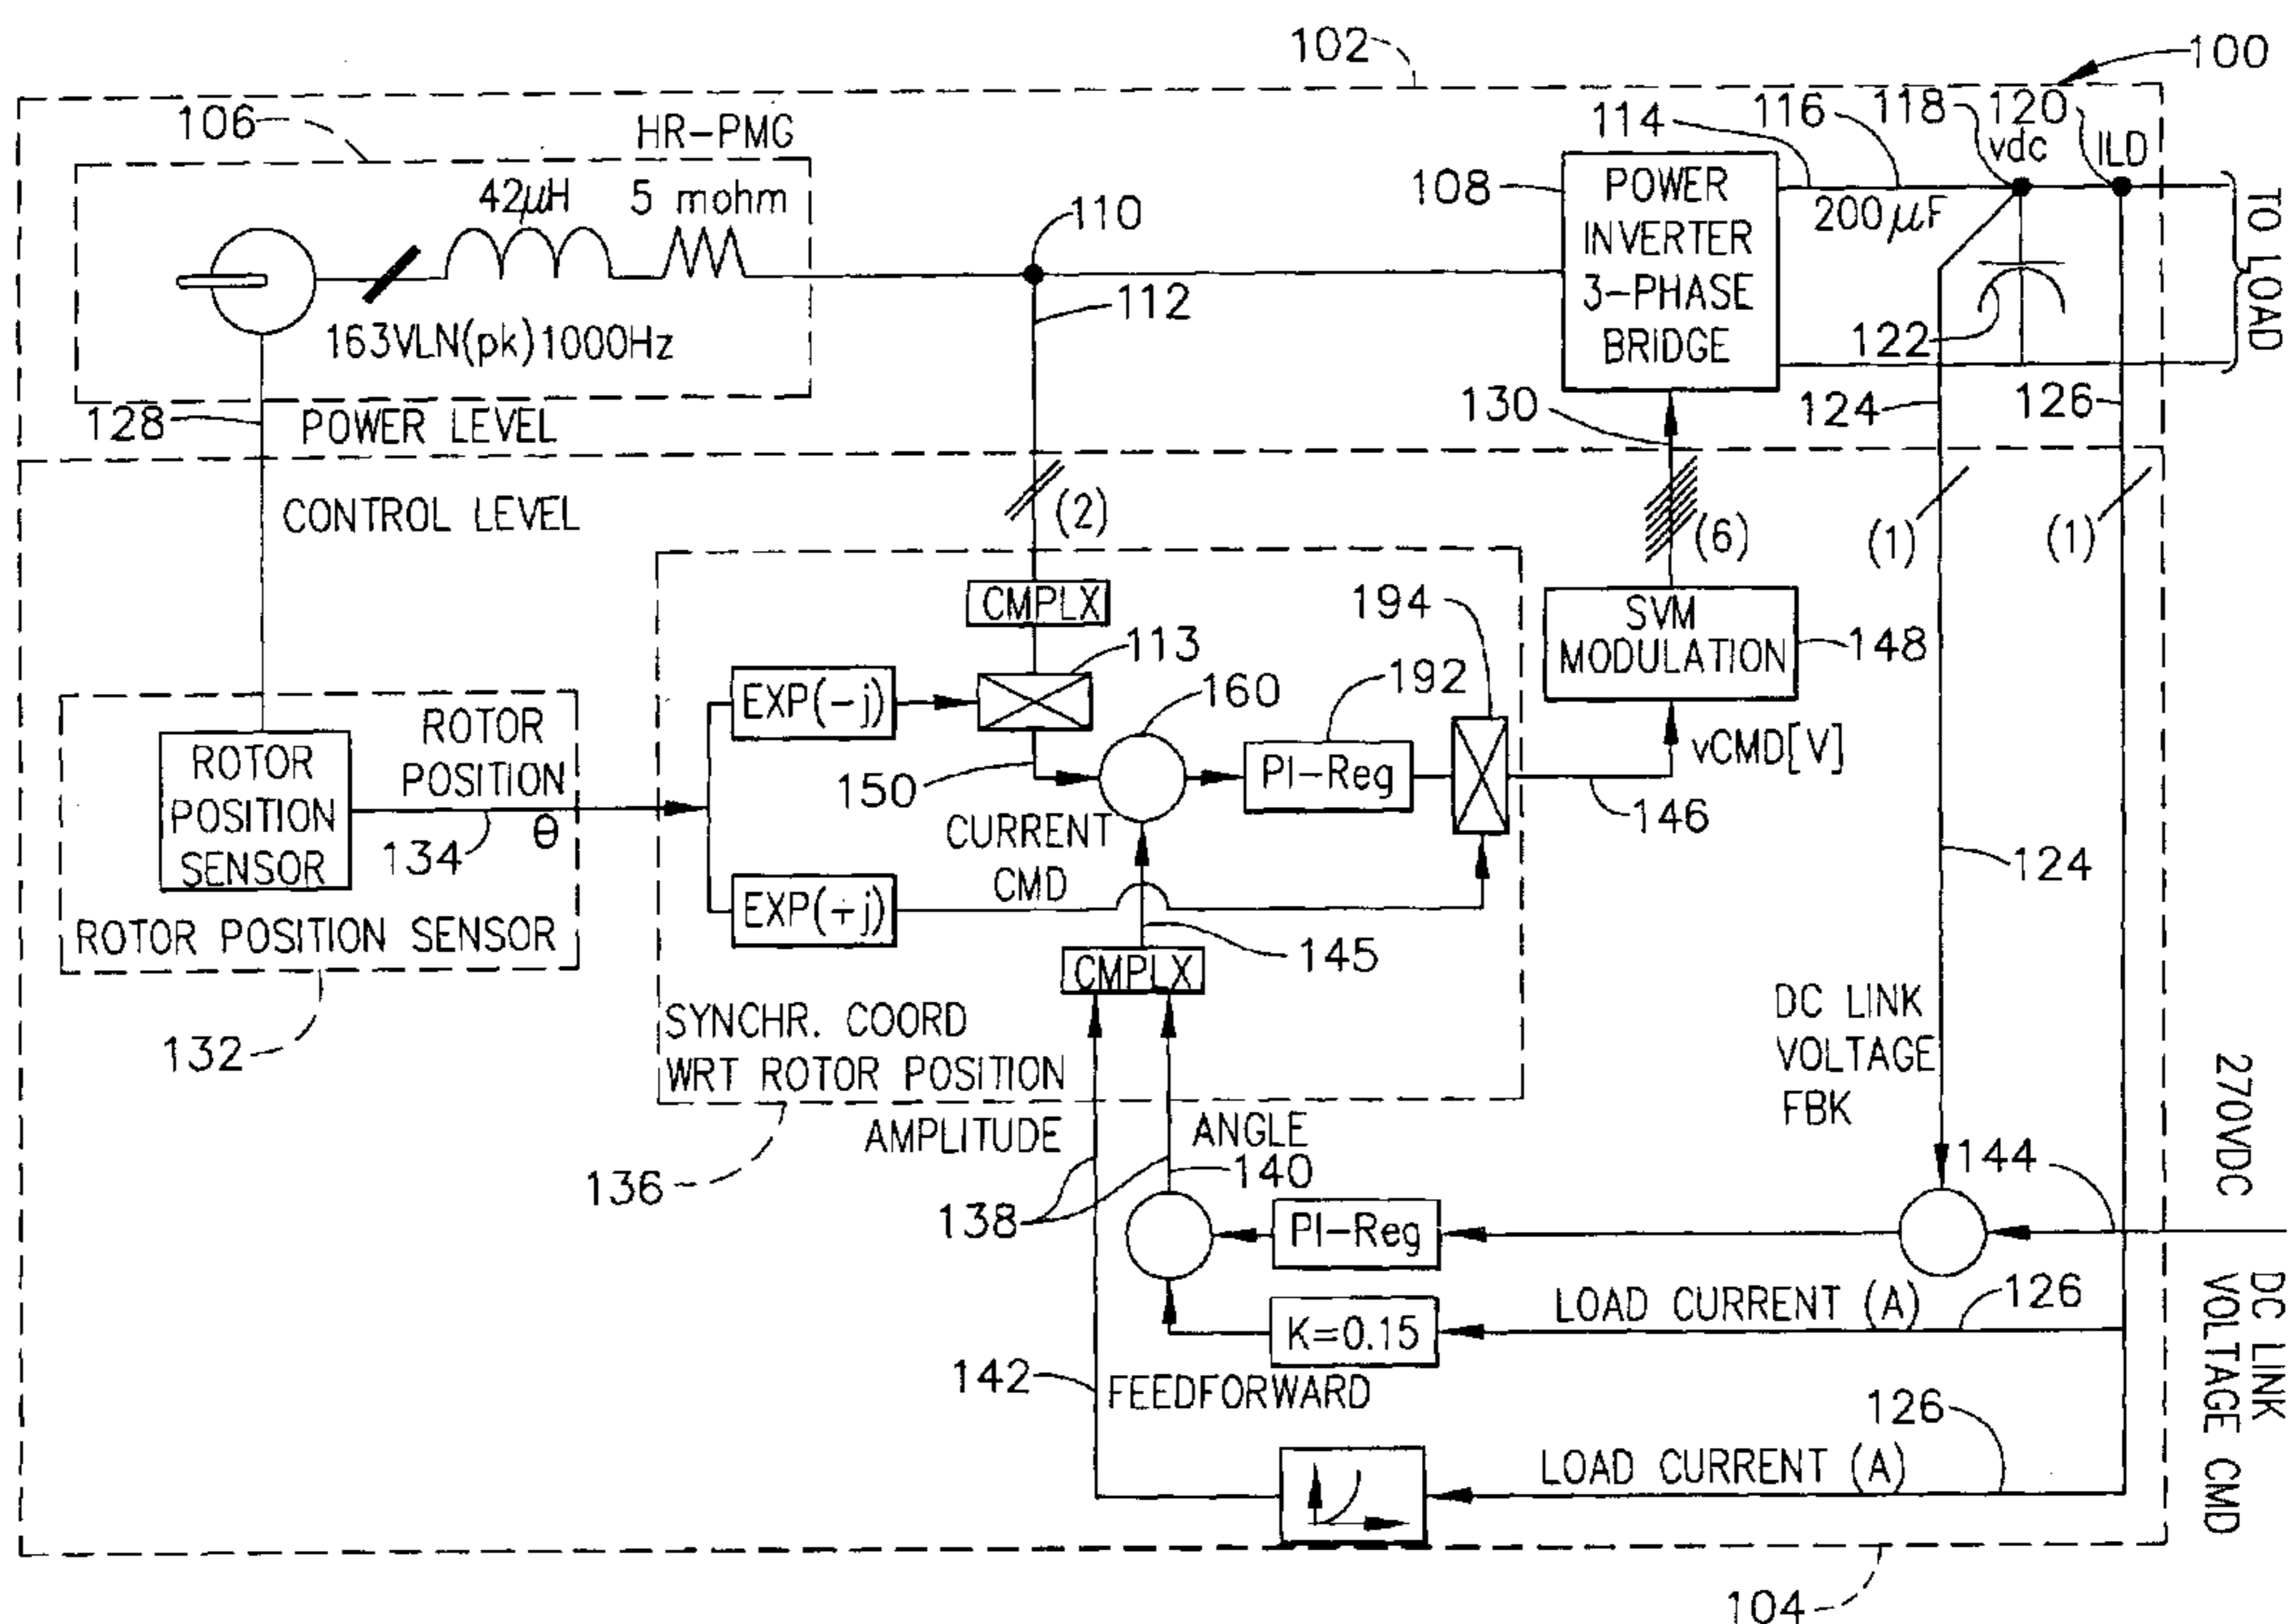 102
100
106
HR-PMG
42μH
5 mohm
163VLN(pk)1000Hz
128
POWER LEVEL
110
112
108
POWER
INVERTER
3-PHASE
BRIDGE
114
116
118
120
vdc
ILD
200μF
122
124
126
TO LOAD
130
CONTROL LEVEL
(2)
(6)
(1)
(1)
CMPLX
113
194
SVM
MODULATION
148
EXP(-j)
160
192
PI-Reg
150
vCMD[V]
146
124
ROTOR
POSITION
SENSOR
ROTOR
POSITION
θ
134
ROTOR POSITION SENSOR
132
CURRENT
CMD
EXP(+j)
145
CMPLX
SYNCHR. COORD
WRT ROTOR POSITION
136
DC LINK
VOLTAGE
FBK
270VDC
AMPLITUDE
ANGLE
140
138
144
PI-Reg
K=0.15
LOAD CURRENT (A)
126
DC LINK
VOLTAGE CMD
142
FEEDFORWARD
LOAD CURRENT (A)
126
104